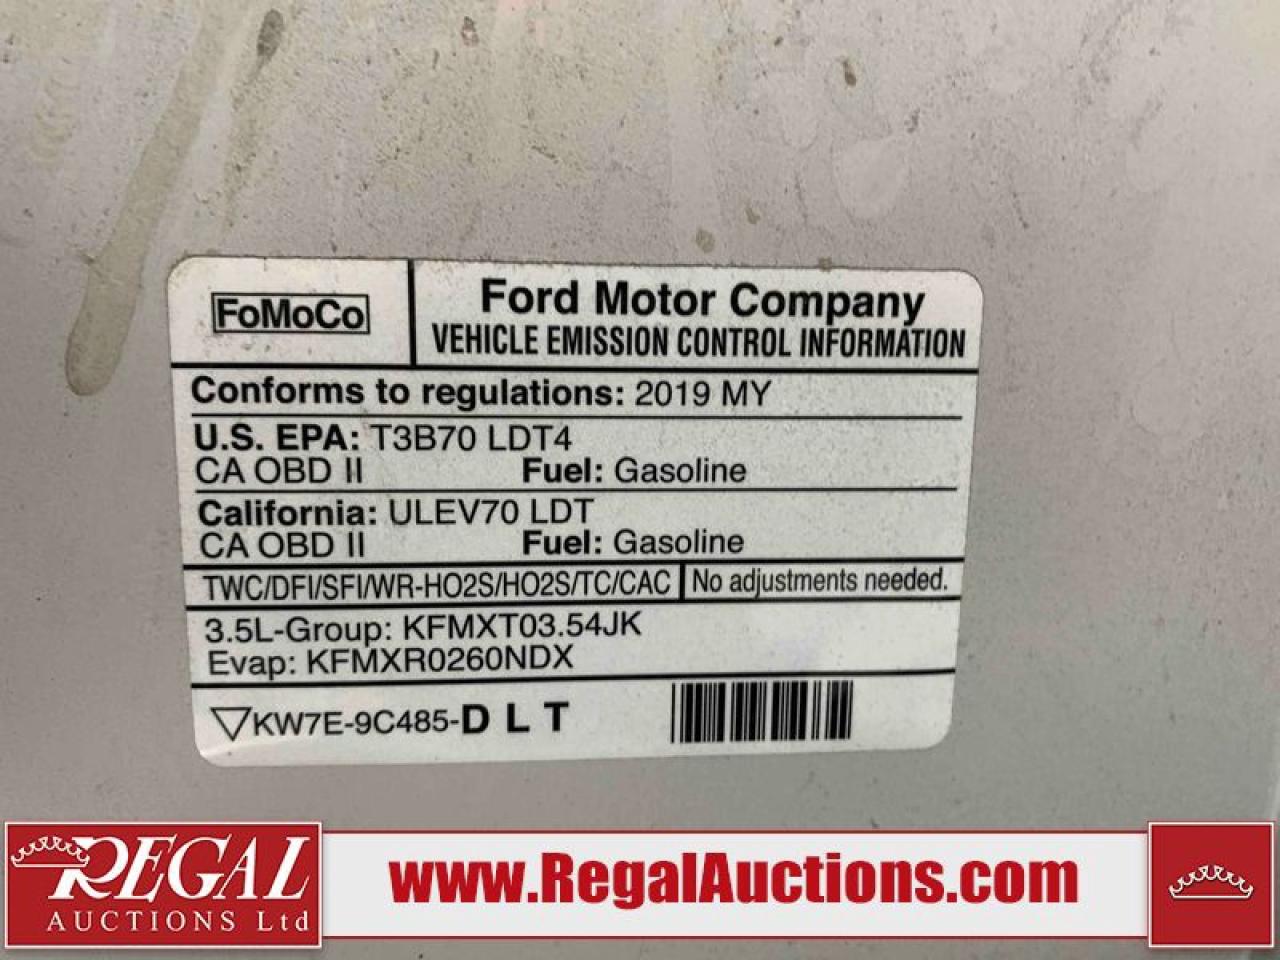 FoMoCo
Ford Motor Company
VEHICLE EMISSION CONTROL INFORMATION
Conforms to regulations: 2019 MY
U.S. EPA: T3B70 LDT4
CA OBD II Fuel: Gasoline
California: ULEV70 LDT
CA OBD II Fuel: Gasoline
TWC/DFI/SFI/WR-HO2S/HO2S/TC/CAC No adjustments needed.
3.5L-Group: KFMXT03.54JK
Evap: KFMXR0260NDX
KW7E-9C485-D L T
REGAL
AUCTIONS Ltd
www.RegalAuctions.com